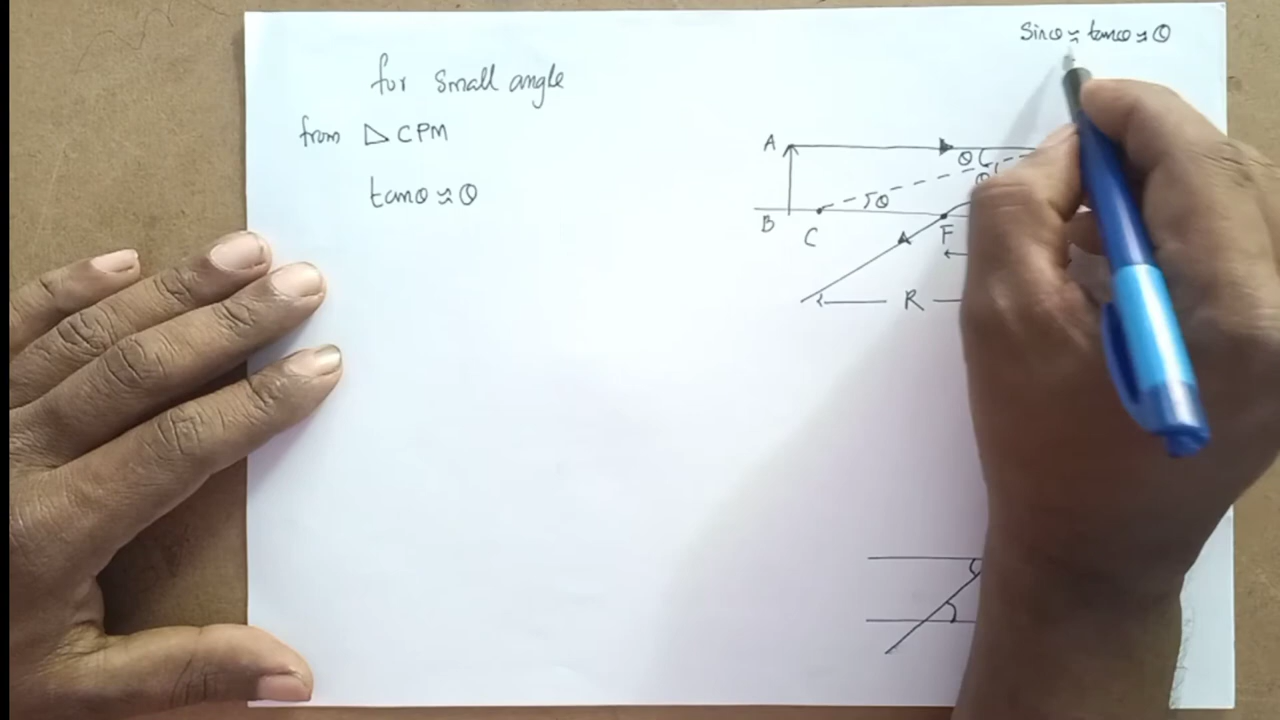 Sinθ ≈ tanθ ≈ θ
for small angle
from △ CPM
tanθ ≈ θ
A
θ
θ
θ
B
C
F
R